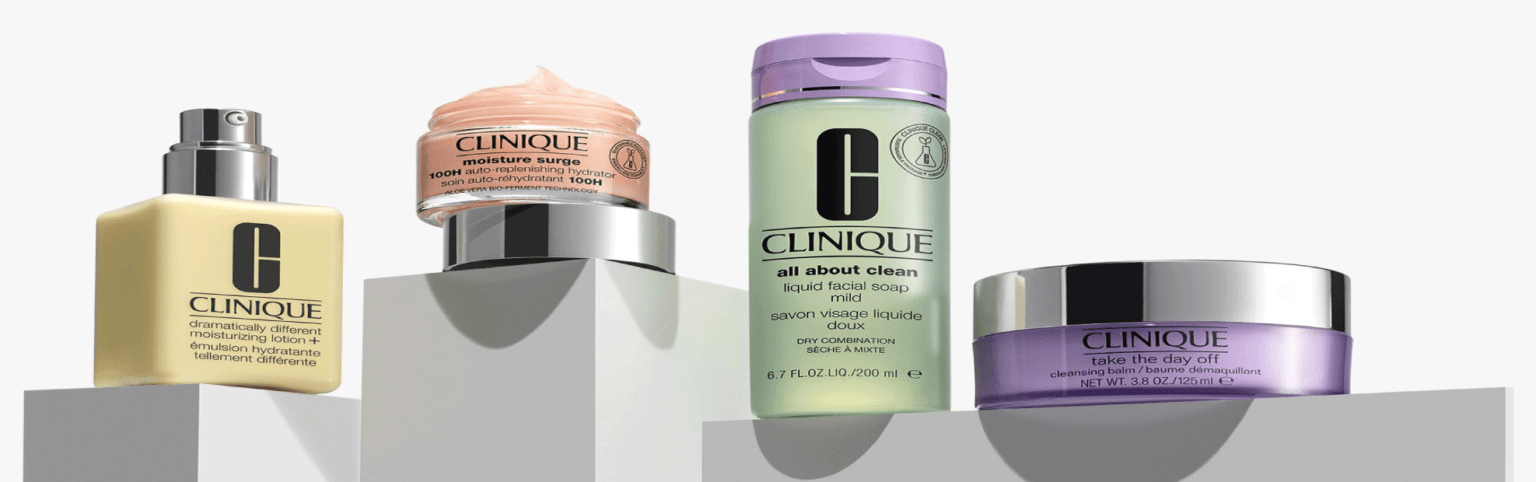 CLINIQUE
dramatically different
moisturizing lotion +
émulsion hydratante
tellement différente
CLINIQUE
moisture surge
100H auto-replenishing hydrator
soin auto-réhydratant 100H
ALOE VERA BIO-FERMENT TECHNOLOGY
CLINIQUE CLEAN
CLINIQUE
all about clean
liquid facial soap
mild
savon visage liquide
doux
DRY COMBINATION
SÈCHE À MIXTE
6.7 FL.OZ.LIQ./200 ml ℮
CLINIQUE
take the day off
cleansing balm/baume démaquillant
NET WT. 3.8 OZ./125 ml ℮